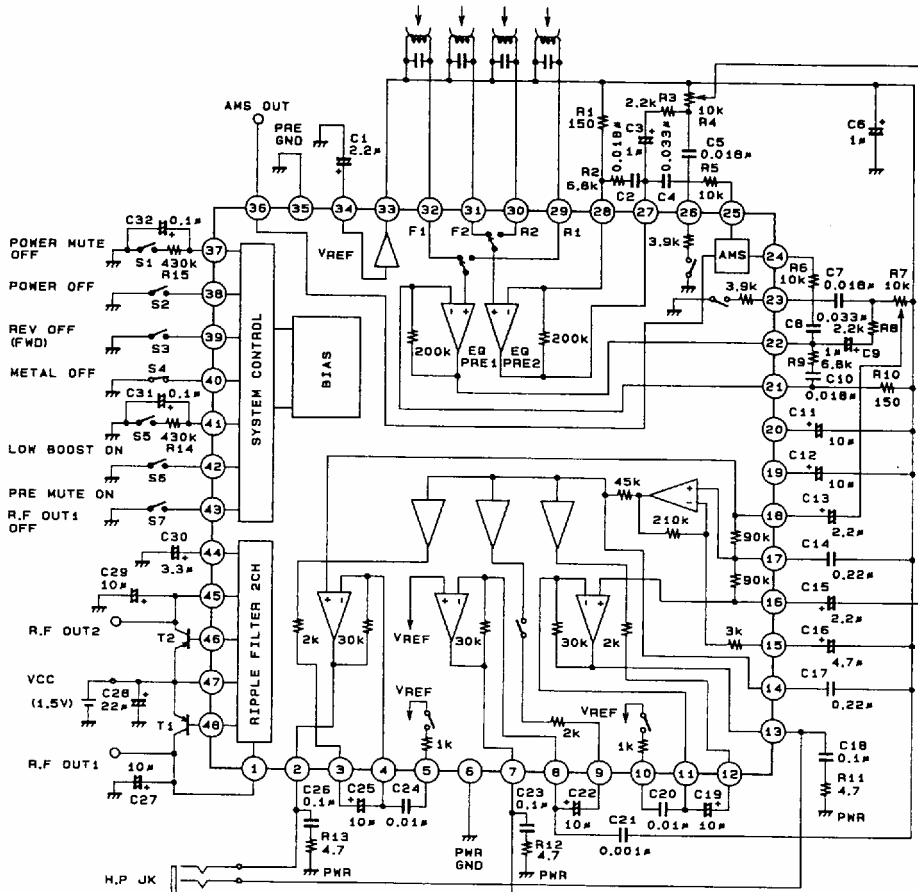 AMS OUT
PRE
GND
C1
2.2μ
R1
150
0.018μ
R2
6.8k
C2
C3
1μ
2.2k
R3
0.033μ
C4
10k
R4
C5
0.018μ
R5
10k
C6
1μ
36
35
34
33
32
31
30
29
28
27
26
25
F1
F2
R2
R1
VREF
3.9k
AMS
3.9k
C32
0.1μ
POWER MUTE
OFF
S1
430k
R15
37
POWER OFF
S2
38
REV OFF
(FWD)
S3
39
METAL OFF
S4
40
C31
0.1μ
S5
430k
R14
41
LOW BOOST ON
S6
42
PRE MUTE ON
R.F OUT1
OFF
S7
43
SYSTEM CONTROL
BIAS
200k
EQ
PRE1
EQ
PRE2
200k
24
R6
10k
C7
0.018μ
R7
10k
23
C8
0.033μ
2.2k
R8
22
1μ
C9
R9
6.8k
C10
0.018μ
R10
150
21
C11
10μ
20
C12
10μ
19
C13
2.2μ
18
C14
0.22μ
17
C15
2.2μ
16
C16
4.7μ
15
C17
0.22μ
14
13
45k
210k
90k
90k
3k
C30
3.3μ
44
C29
10μ
45
R.F OUT2
T2
46
VCC
(1.5V)
C28
22μ
47
T1
48
R.F OUT1
10μ
C27
RIPPLE FILTER 2CH
2k
30k
VREF
30k
30k
2k
VREF
1k
2k
VREF
1k
1
2
3
4
5
6
7
8
9
10
11
12
C26
0.1μ
R13
4.7
PWR
C25
10μ
C24
0.01μ
PWR
GND
C23
0.1μ
R12
4.7
PWR
C22
10μ
C21
0.001μ
C20
0.01μ
C19
10μ
C18
0.1μ
R11
4.7
PWR
H.P JK